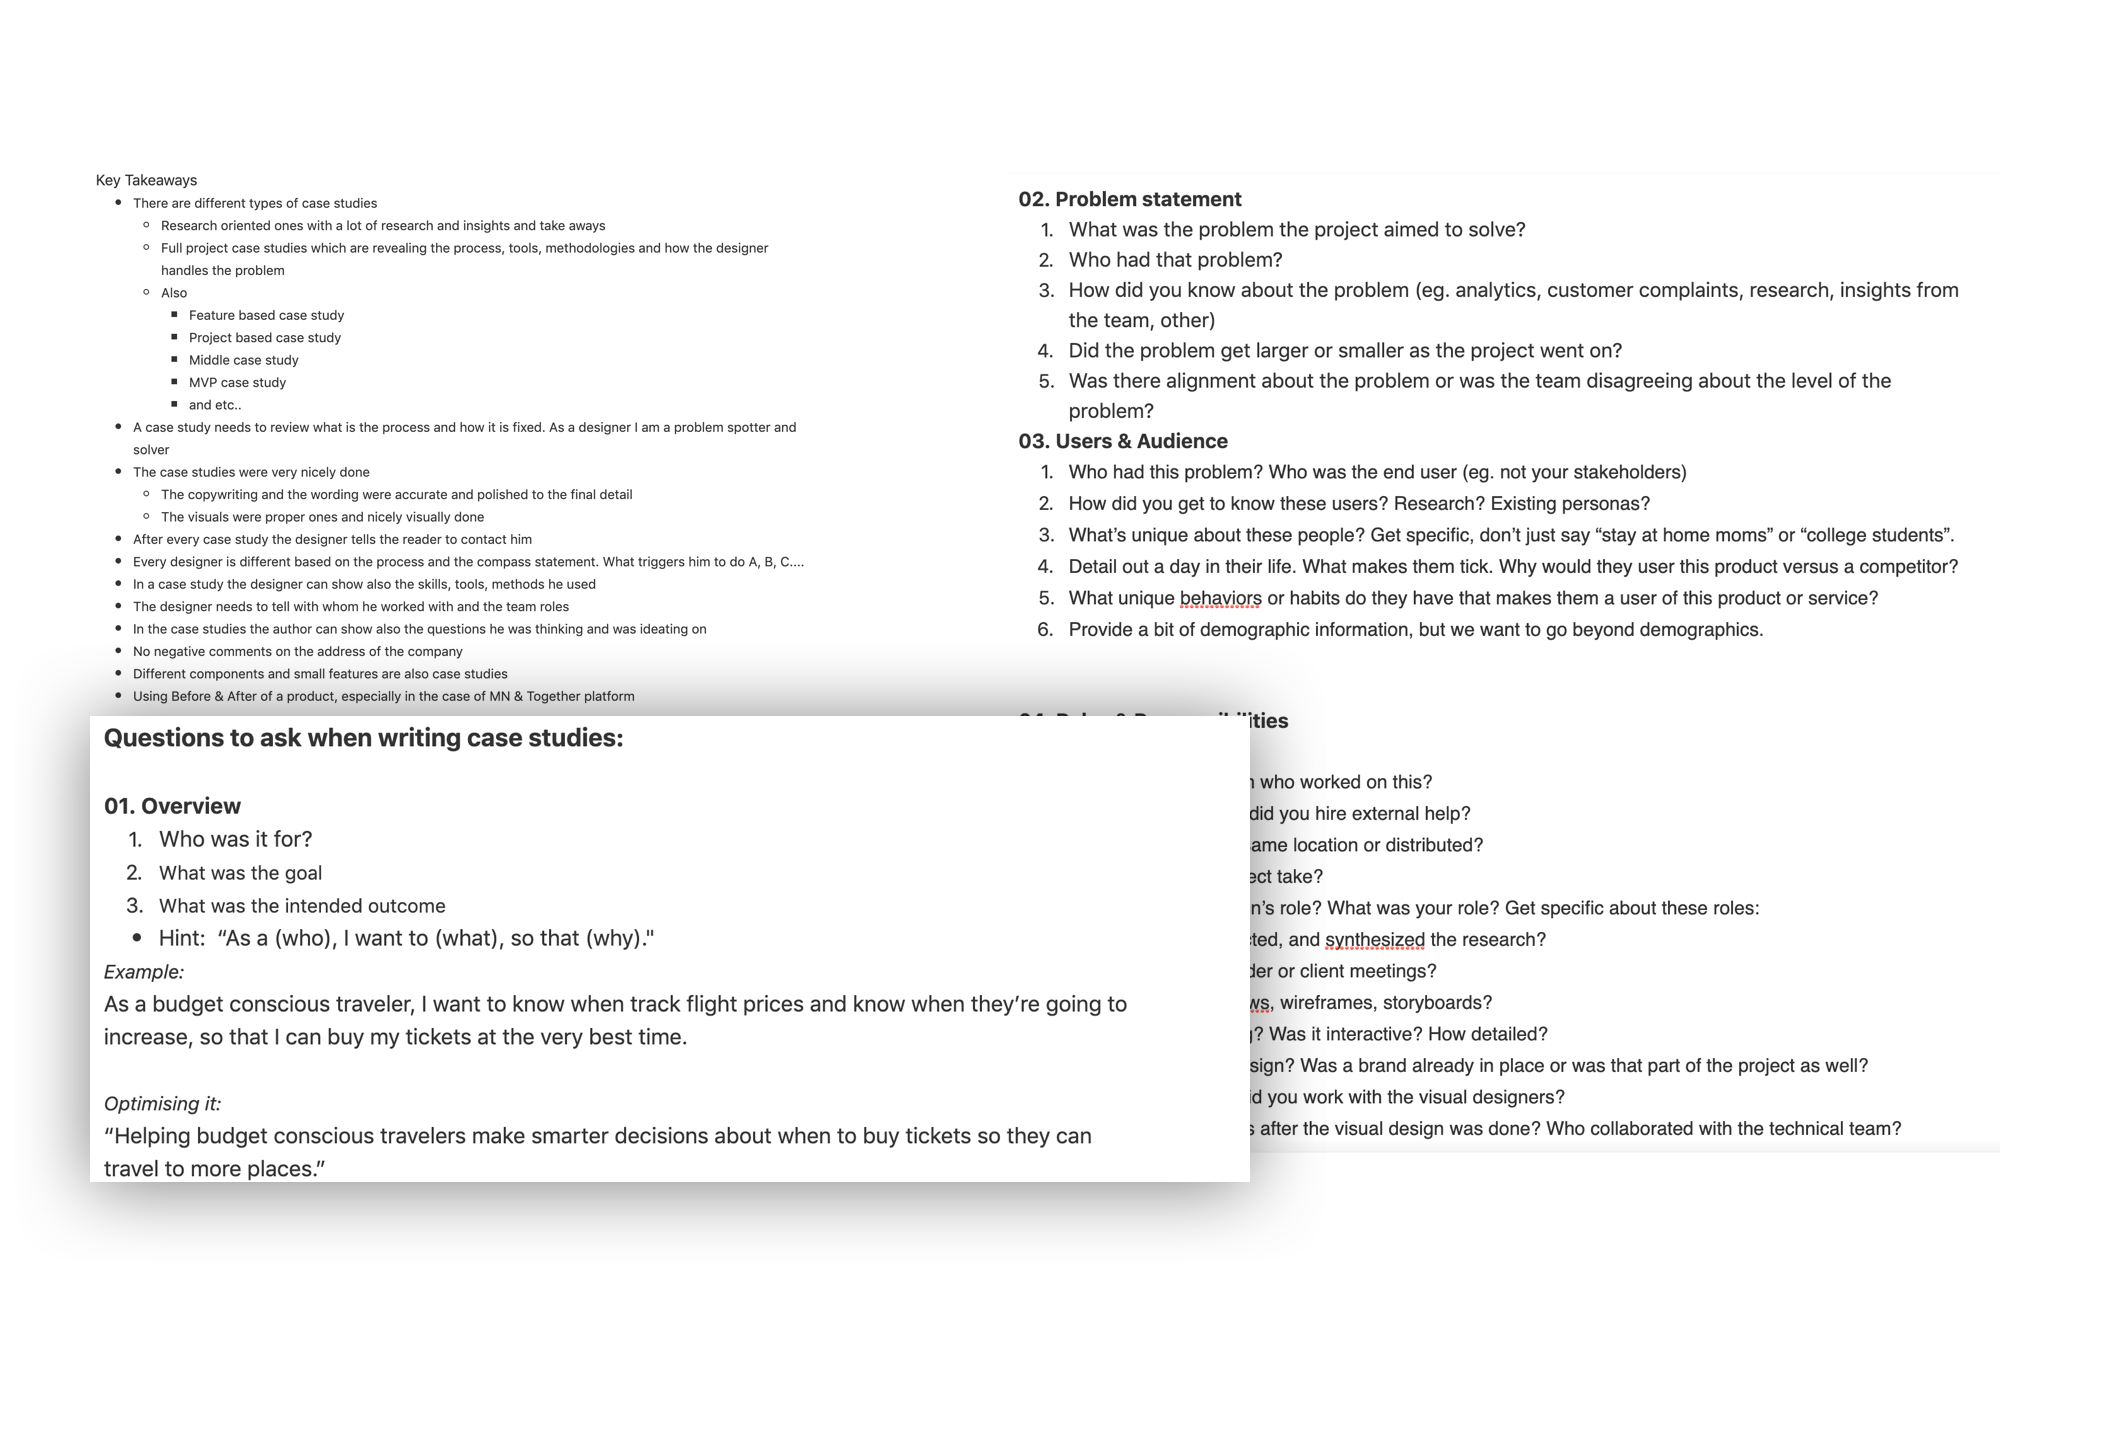 Key Takeaways
• There are different types of case studies
◦ Research oriented ones with a lot of research and insights and take aways
◦ Full project case studies which are revealing the process, tools, methodologies and how the designer
handles the problem
◦ Also
▪ Feature based case study
▪ Project based case study
▪ Middle case study
▪ MVP case study
▪ and etc..
• A case study needs to review what is the process and how it is fixed. As a designer I am a problem spotter and
solver
• The case studies were very nicely done
◦ The copywriting and the wording were accurate and polished to the final detail
◦ The visuals were proper ones and nicely visually done
• After every case study the designer tells the reader to contact him
• Every designer is different based on the process and the compass statement. What triggers him to do A, B, C....
• In a case study the designer can show also the skills, tools, methods he used
• The designer needs to tell with whom he worked with and the team roles
• In the case studies the author can show also the questions he was thinking and was ideating on
• No negative comments on the address of the company
• Different components and small features are also case studies
• Using Before & After of a product, especially in the case of MN & Together platform
Questions to ask when writing case studies:
01. Overview
1. Who was it for?
2. What was the goal
3. What was the intended outcome
• Hint: “As a (who), I want to (what), so that (why)."
Example:
As a budget conscious traveler, I want to know when track flight prices and know when they’re going to
increase, so that I can buy my tickets at the very best time.
Optimising it:
“Helping budget conscious travelers make smarter decisions about when to buy tickets so they can
travel to more places.”
02. Problem statement
1. What was the problem the project aimed to solve?
2. Who had that problem?
3. How did you know about the problem (eg. analytics, customer complaints, research, insights from
the team, other)
4. Did the problem get larger or smaller as the project went on?
5. Was there alignment about the problem or was the team disagreeing about the level of the
problem?
03. Users & Audience
1. Who had this problem? Who was the end user (eg. not your stakeholders)
2. How did you get to know these users? Research? Existing personas?
3. What’s unique about these people? Get specific, don’t just say “stay at home moms” or “college students”.
4. Detail out a day in their life. What makes them tick. Why would they user this product versus a competitor?
5. What unique behaviors or habits do they have that makes them a user of this product or service?
6. Provide a bit of demographic information, but we want to go beyond demographics.
who worked on this?
did you hire external help?
location or distributed?
take?
role? What was your role? Get specific about these roles:
and synthesized the research?
or client meetings?
wireframes, storyboards?
Was it interactive? How detailed?
Was a brand already in place or was that part of the project as well?
you work with the visual designers?
after the visual design was done? Who collaborated with the technical team?